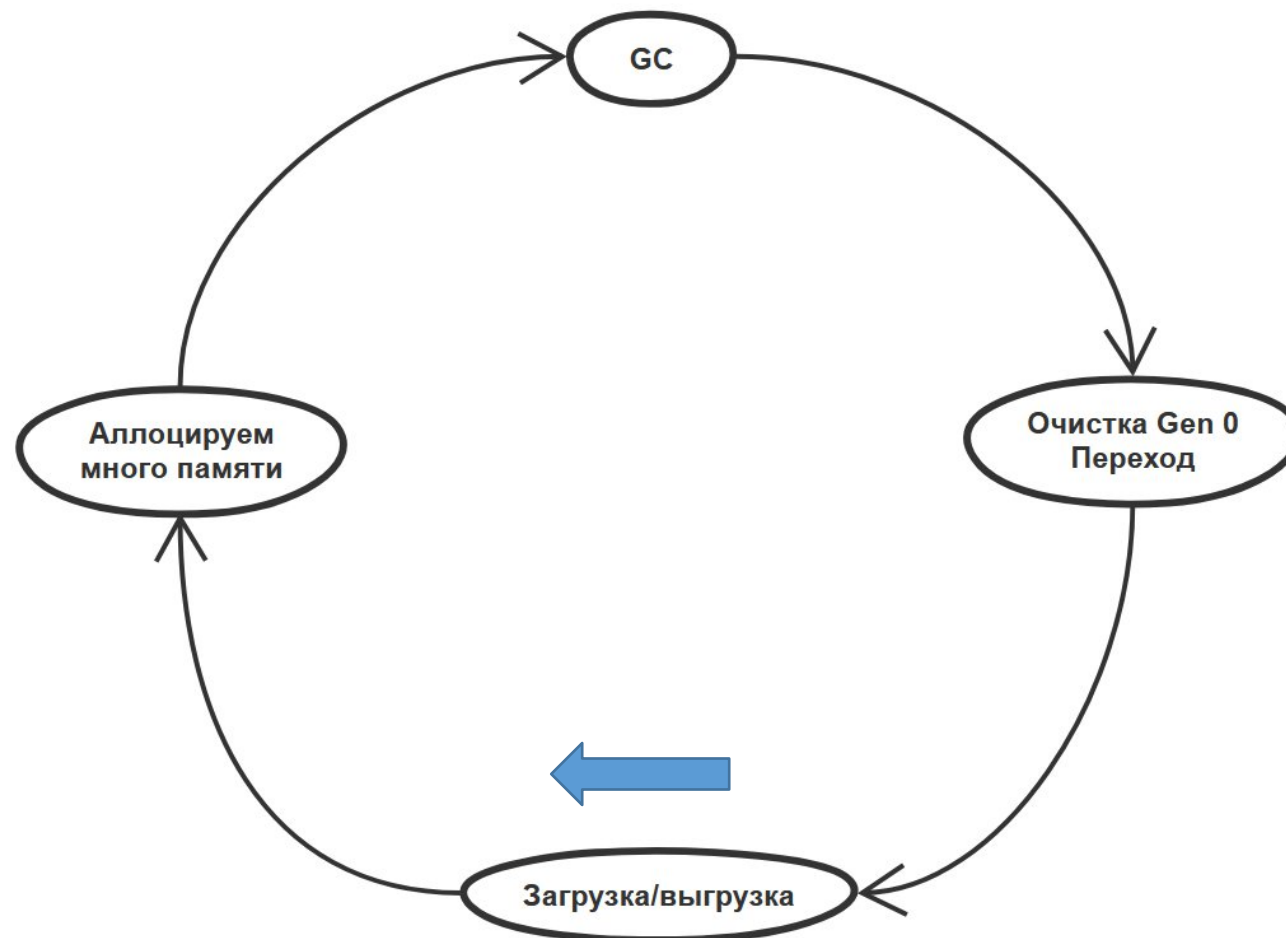 GC
Аллоцируем
много памяти
Очистка Gen 0
Переход
Загрузка/выгрузка